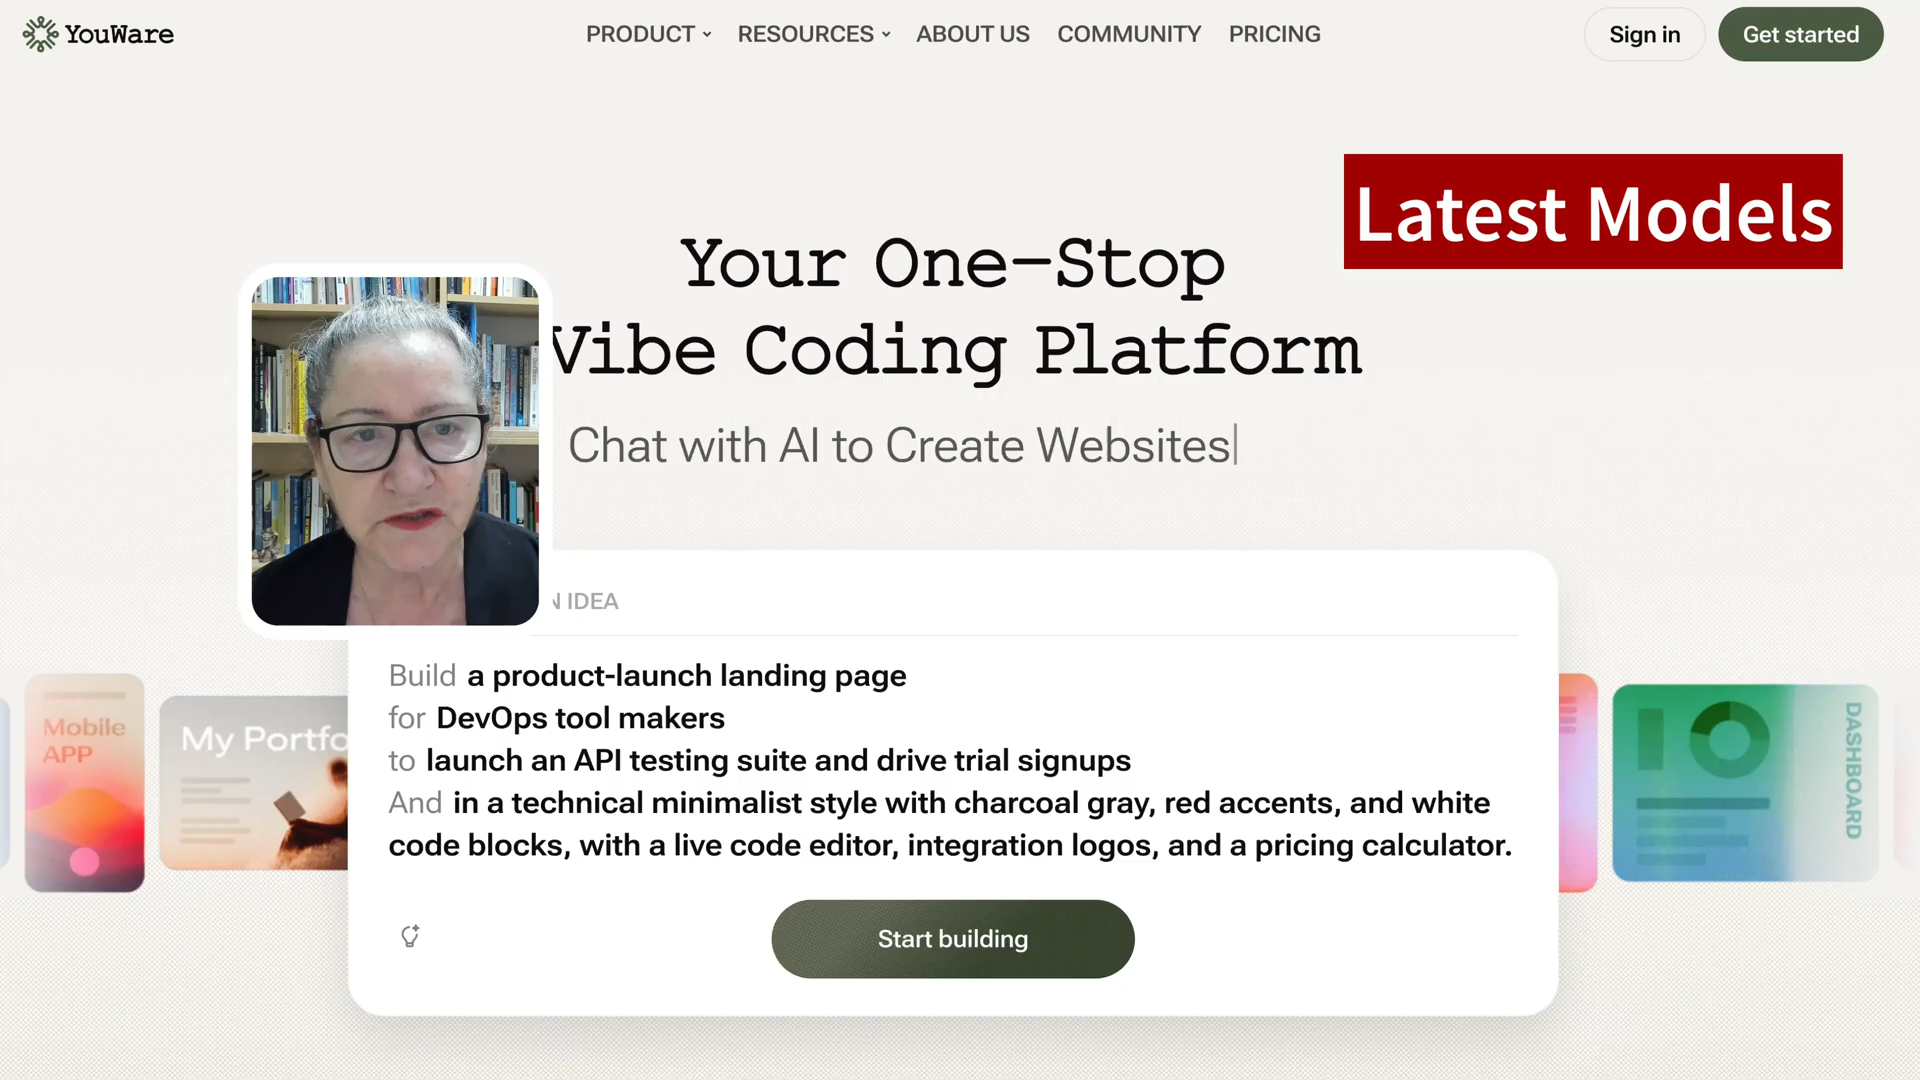 YouWare
PRODUCT
RESOURCES
ABOUT US
COMMUNITY
PRICING
Sign in
Get started
Latest Models
Your One-Stop
Vibe Coding Platform
Chat with AI to Create Websites
N IDEA
Build a product-launch landing page
for DevOps tool makers
to launch an API testing suite and drive trial signups
And in a technical minimalist style with charcoal gray, red accents, and white
code blocks, with a live code editor, integration logos, and a pricing calculator.
Mobile
APP
My Portfo
DASHBOARD
Start building